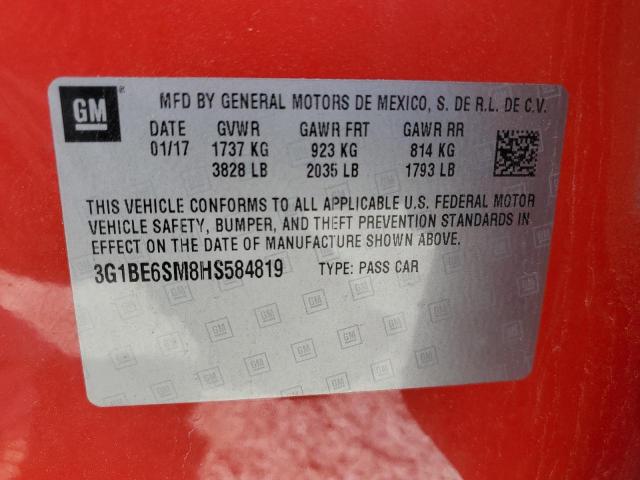 GM
®
MFD BY GENERAL MOTORS DE MEXICO, S. DE R.L. DE C.V.
DATE GVWR GAWR FRT GAWR RR
01/17 1737 KG 923 KG 814 KG
3828 LB 2035 LB 1793 LB
THIS VEHICLE CONFORMS TO ALL APPLICABLE U.S. FEDERAL MOTOR
VEHICLE SAFETY, BUMPER, AND THEFT PREVENTION STANDARDS IN
EFFECT ON THE DATE OF MANUFACTURE SHOWN ABOVE.
3G1BE6SM8HS584819 TYPE: PASS CAR